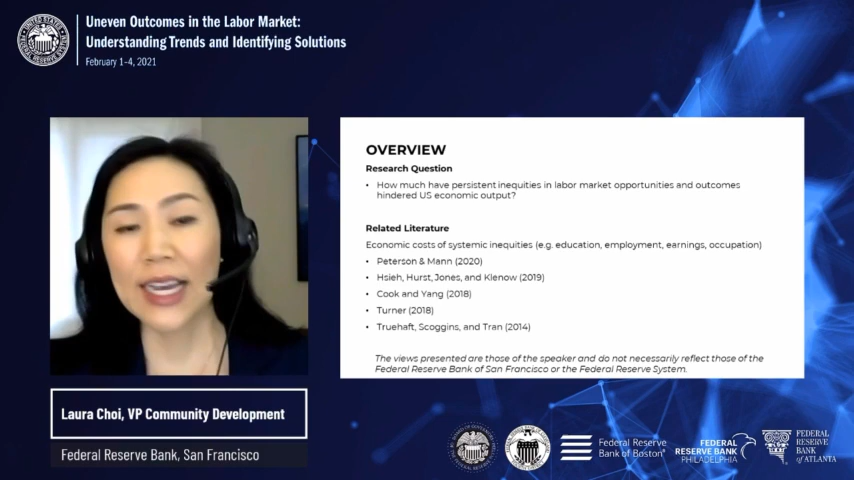 Uneven Outcomes in the Labor Market:
Understanding Trends and Identifying Solutions
February 1-4, 2021
OVERVIEW
Research Question
• How much have persistent inequities in labor market opportunities and outcomes
hindered US economic output?
Related Literature
Economic costs of systemic inequities (e.g. education, employment, earnings, occupation)
• Peterson & Mann (2020)
• Hsieh, Hurst, Jones, and Klenow (2019)
• Cook and Yang (2018)
• Turner (2018)
• Truehaft, Scoggins, and Tran (2014)
The views presented are those of the speaker and do not necessarily reflect those of the
Federal Reserve Bank of San Francisco or the Federal Reserve System.
Laura Choi, VP Community Development
Federal Reserve Bank, San Francisco
Federal Reserve
Bank of Boston
FEDERAL
RESERVE BANK
PHILADELPHIA
FEDERAL
RESERVE
BANK
of ATLANTA